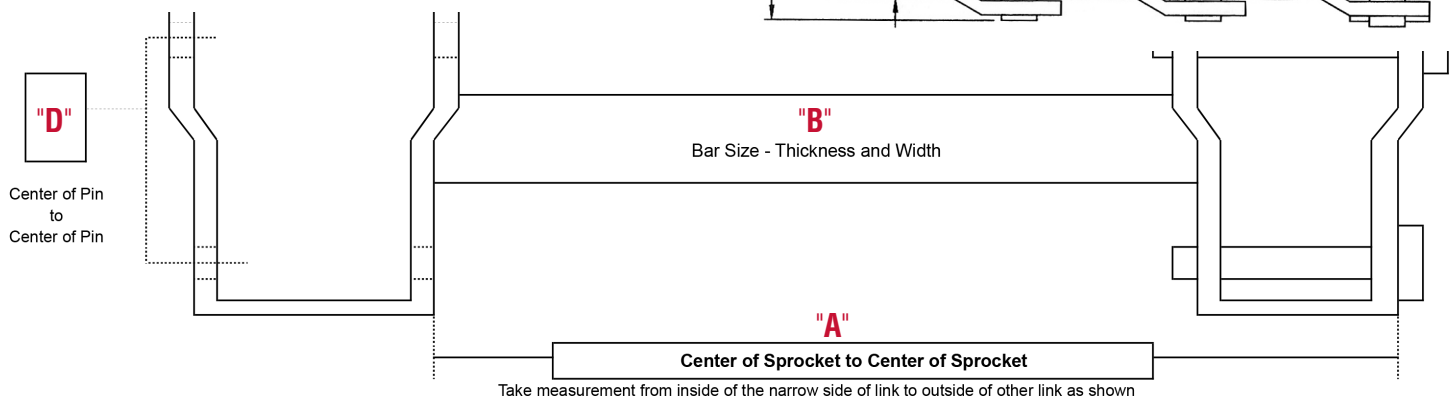 "D"
Center of Pin
to
Center of Pin
"B"
Bar Size - Thickness and Width
"A"
Center of Sprocket to Center of Sprocket
Take measurement from inside of the narrow side of link to outside of other link as shown